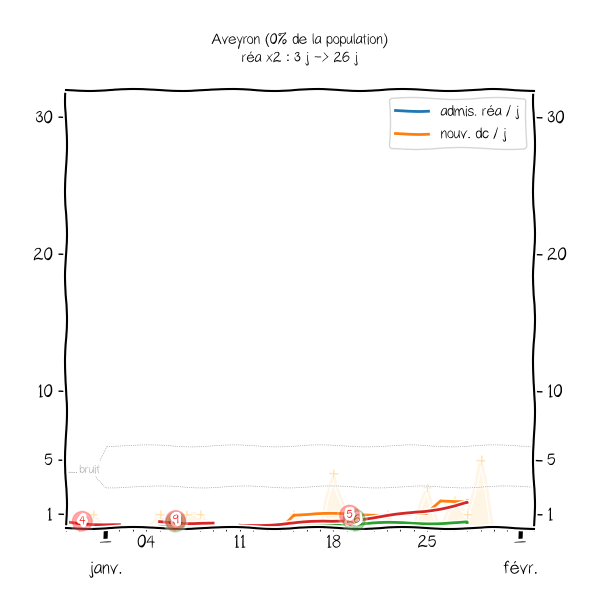 Aveyron (0% de la population)
réa x2 : 3 j -> 26 j
admis. réa / j
nouv. dc / j
30
30
20
20
10
10
5
5
bruit
1
1
4
9
5
04
11
18
25
janv.
févr.